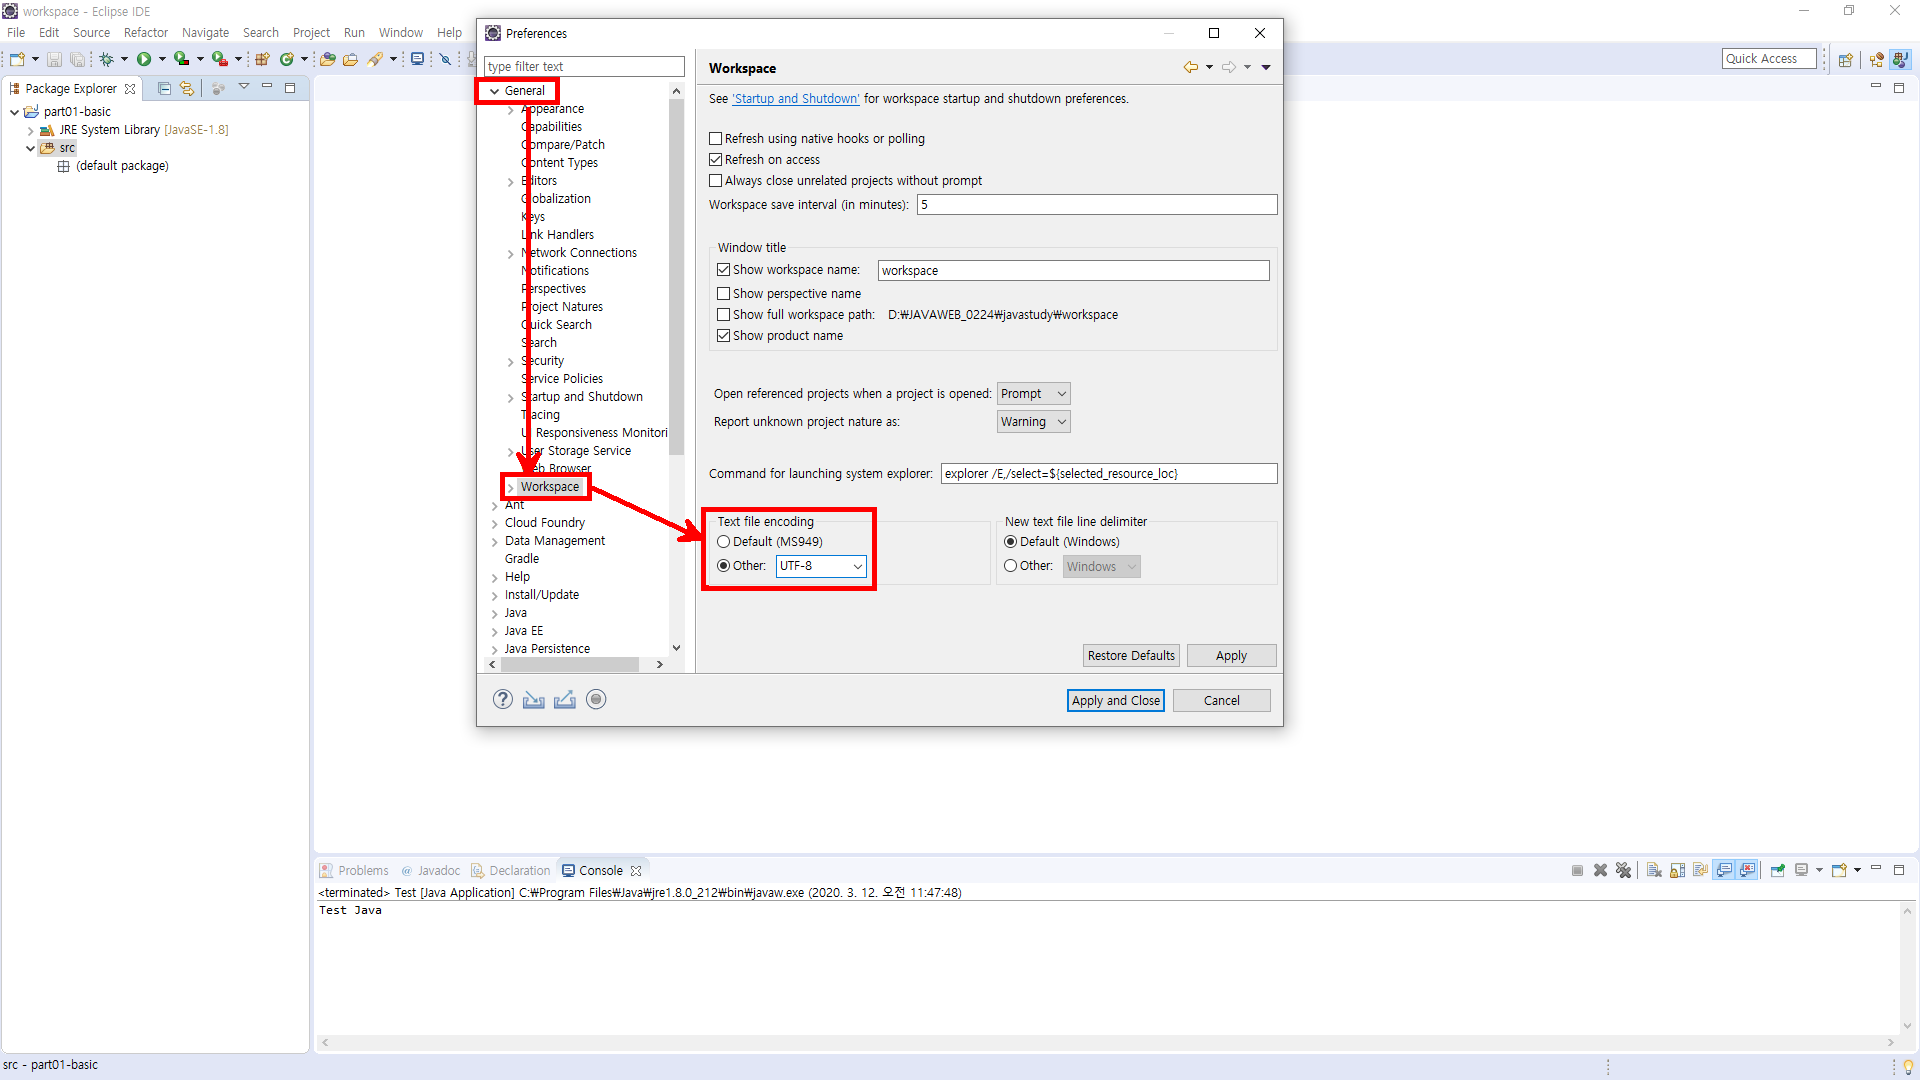 workspace - Eclipse IDE
File Edit Source Refactor Navigate Search Project Run Window Help
Quick Access
Package Explorer
part01-basic
JRE System Library [JavaSE-1.8]
src
(default package)
Preferences
type filter text
General
Appearance
Capabilities
Compare/Patch
Content Types
Editors
Globalization
Keys
Link Handlers
Network Connections
Notifications
Perspectives
Project Natures
Quick Search
Search
Security
Service Policies
Startup and Shutdown
Tracing
UI Responsiveness Monitori
User Storage Service
Web Browser
Workspace
Ant
Cloud Foundry
Data Management
Gradle
Help
Install/Update
Java
Java EE
Java Persistence
Workspace
See 'Startup and Shutdown' for workspace startup and shutdown preferences.
Refresh using native hooks or polling
Refresh on access
Always close unrelated projects without prompt
Workspace save interval (in minutes): 5
Window title
Show workspace name: workspace
Show perspective name
Show full workspace path: D:₩JAVAWEB_0224₩javastudy₩workspace
Show product name
Open referenced projects when a project is opened: Prompt
Report unknown project nature as: Warning
Command for launching system explorer: explorer /E,/select=${selected_resource_loc}
Text file encoding
Default (MS949)
Other: UTF-8
New text file line delimiter
Default (Windows)
Other: Windows
Restore Defaults Apply
Apply and Close Cancel
Problems Javadoc Declaration Console
<terminated> Test [Java Application] C:₩Program Files₩Java₩jre1.8.0_212₩bin₩javaw.exe (2020. 3. 12. 오전 11:47:48)
Test Java
src - part01-basic